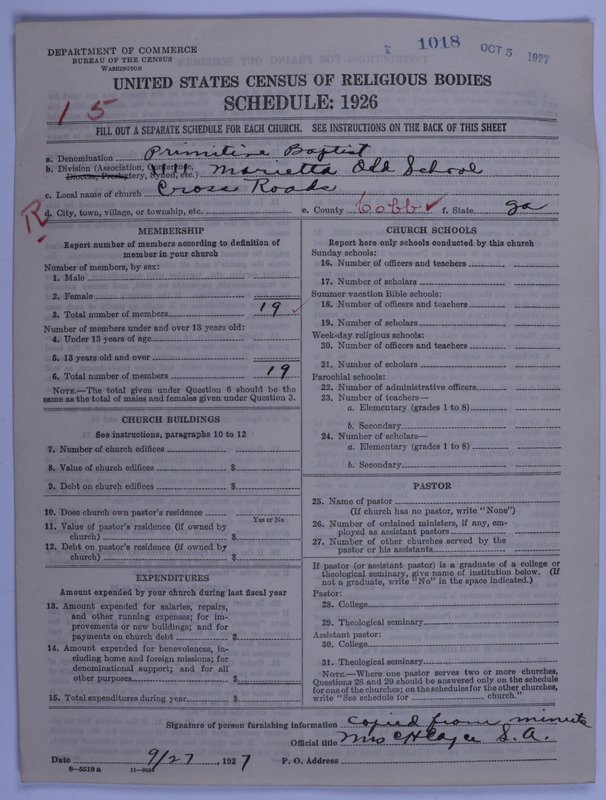 DEPARTMENT OF COMMERCE
BUREAU OF THE CENSUS
WASHINGTON
1018 OCT 5 1927
UNITED STATES CENSUS OF RELIGIOUS BODIES
SCHEDULE: 1926
15
FILL OUT A SEPARATE SCHEDULE FOR EACH CHURCH. SEE INSTRUCTIONS ON THE BACK OF THIS SHEET
a. Denomination Primitive Baptist
b. Division (Association, Conference, Marietta Old School
Diocese, Presbytery, Synod, etc.)
c. Local name of church Cross Roads
R
d. City, town, village, or township, etc. e. County Cobb ✓ f. State Ga
MEMBERSHIP
Report number of members according to definition of
member in your church
Number of members, by sex:
1. Male
2. Female
3. Total number of members 19 ✓
Number of members under and over 13 years old:
4. Under 13 years of age
5. 13 years old and over
6. Total number of members 19
NOTE.—The total given under Question 6 should be the
same as the total of males and females given under Question 3.
CHURCH BUILDINGS
See instructions, paragraphs 10 to 12
7. Number of church edifices
8. Value of church edifices $
9. Debt on church edifices $
10. Does church own pastor's residence
Yes or No
11. Value of pastor's residence (if owned by
church) $
12. Debt on pastor's residence (if owned by
church) $
EXPENDITURES
Amount expended by your church during last fiscal year
13. Amount expended for salaries, repairs,
and other running expenses; for im-
provements or new buildings; and for
payments on church debt $
14. Amount expended for benevolences, in-
cluding home and foreign missions; for
denominational support; and for all
other purposes $
15. Total expenditures during year $
CHURCH SCHOOLS
Report here only schools conducted by this church
Sunday schools:
16. Number of officers and teachers
17. Number of scholars
Summer vacation Bible schools:
18. Number of officers and teachers
19. Number of scholars
Week-day religious schools:
20. Number of officers and teachers
21. Number of scholars
Parochial schools:
22. Number of administrative officers
23. Number of teachers—
a. Elementary (grades 1 to 8)
b. Secondary
24. Number of scholars—
a. Elementary (grades 1 to 8)
b. Secondary
PASTOR
25. Name of pastor
(If church has no pastor, write "None")
26. Number of ordained ministers, if any, em-
ployed as assistant pastors
27. Number of other churches served by the
pastor or his assistants
If pastor (or assistant pastor) is a graduate of a college or
theological seminary, give name of institution below. (If
not a graduate, write "No" in the space indicated.)
Pastor:
28. College
29. Theological seminary
Assistant pastor:
30. College
31. Theological seminary
NOTE.—Where one pastor serves two or more churches,
Questions 28 and 29 should be answered only on the schedule
for one of the churches; on the schedules for the other churches,
write "See schedule for church."
Signature of person furnishing information copied from minute
Official title Mrs C H Cayce S.A.
Date 9/27, 1927 P. O. Address
8—5518a 11—9054